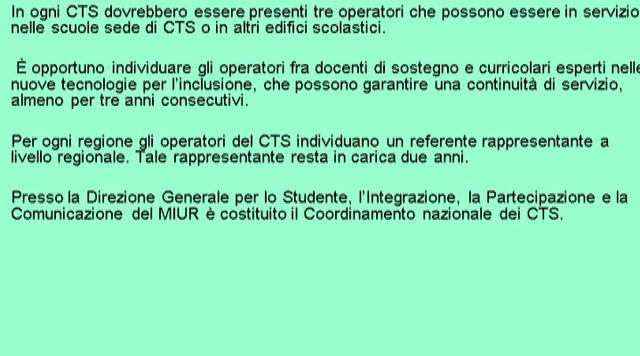 In ogni CTS dovrebbero essere presenti tre operatori che possono essere in servizio
nelle scuole sede di CTS o in altri edifici scolastici.
È opportuno individuare gli operatori fra docenti di sostegno e curricolari esperti nelle
nuove tecnologie per l'inclusione, che possono garantire una continuità di servizio,
almeno per tre anni consecutivi.
Per ogni regione gli operatori del CTS individuano un referente rappresentante a
livello regionale. Tale rappresentante resta in carica due anni.
Presso la Direzione Generale per lo Studente, l'Integrazione, la Partecipazione e la
Comunicazione del MIUR è costituito il Coordinamento nazionale dei CTS.